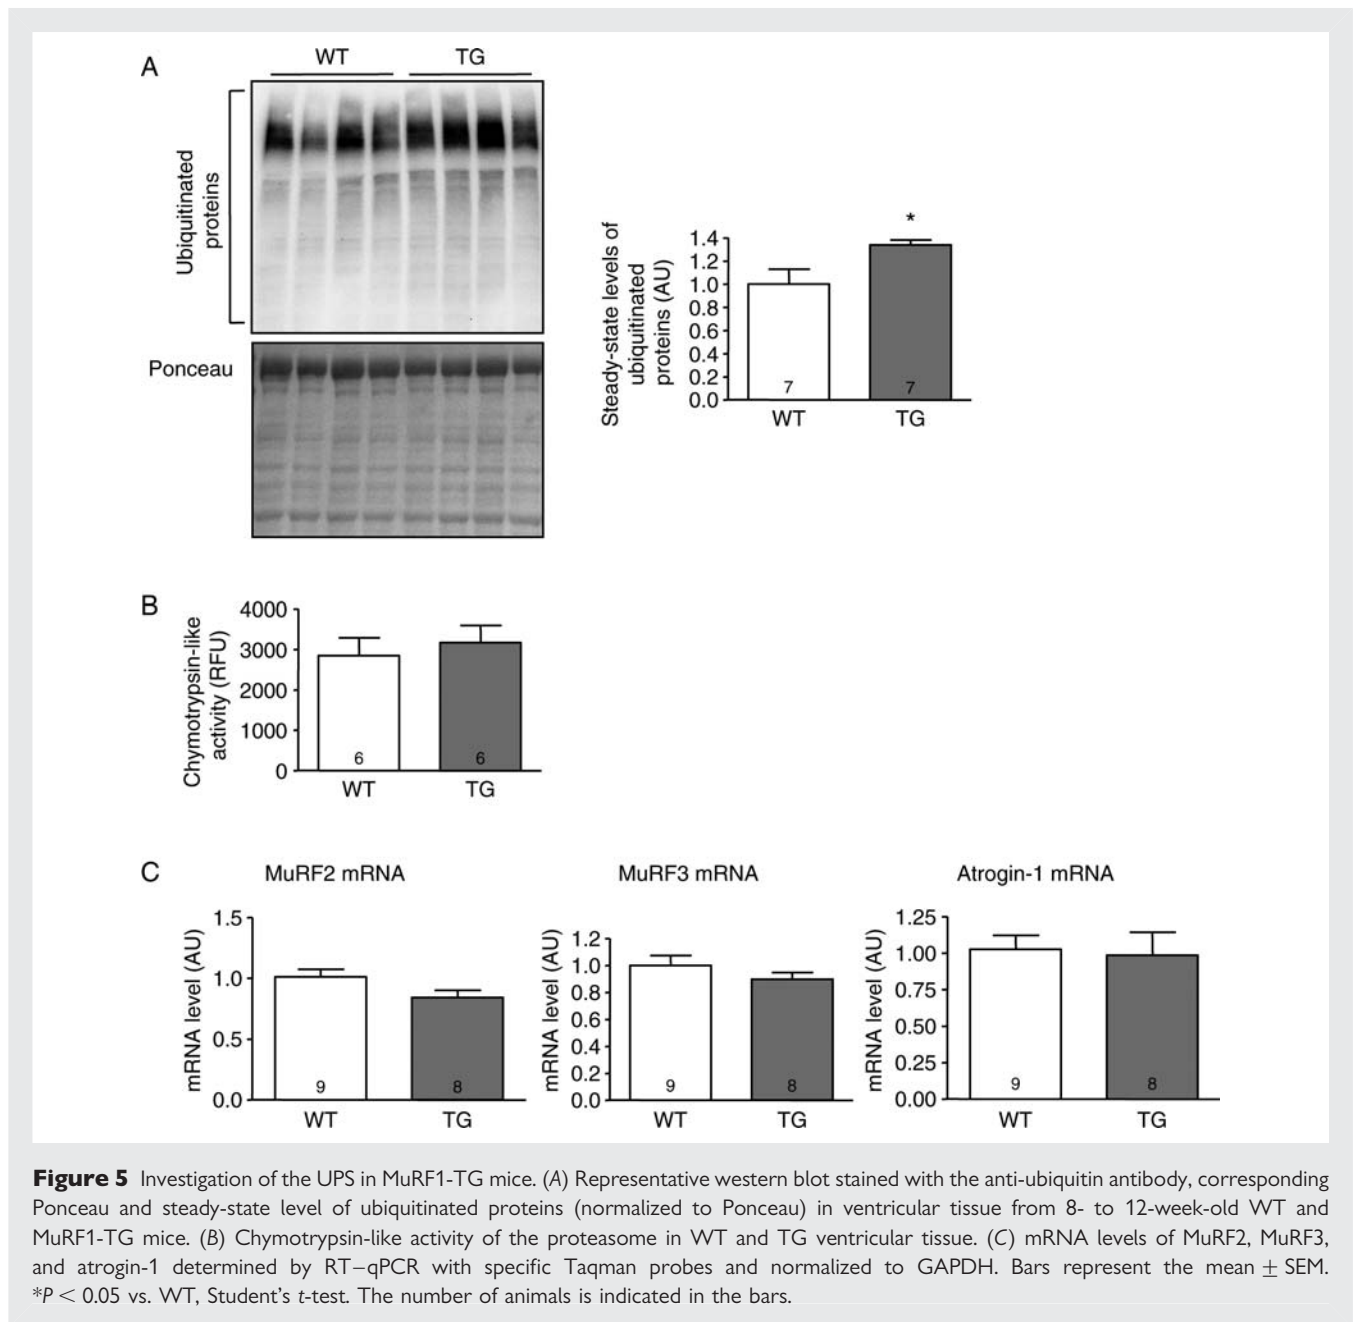 A
WT TG
Ubiquitinated
proteins
Ponceau
Steady-state levels of
ubiquitinated
proteins (AU)
1.4
1.2
1.0
0.8
0.6
0.4
0.2
0.0
*
7 7
WT TG
B
Chymotrypsin-like
activity (RFU)
4000
3000
2000
1000
0
6 6
WT TG
C
MuRF2 mRNA
mRNA level (AU)
1.5
1.0
0.5
0.0
9 8
WT TG
MuRF3 mRNA
mRNA level (AU)
1.2
1.0
0.8
0.6
0.4
0.2
0.0
9 8
WT TG
Atrogin-1 mRNA
mRNA level (AU)
1.25
1.00
0.75
0.50
0.25
0.00
9 8
WT TG
Figure 5 Investigation of the UPS in MuRF1-TG mice. (A) Representative western blot stained with the anti-ubiquitin antibody, corresponding
Ponceau and steady-state level of ubiquitinated proteins (normalized to Ponceau) in ventricular tissue from 8- to 12-week-old WT and
MuRF1-TG mice. (B) Chymotrypsin-like activity of the proteasome in WT and TG ventricular tissue. (C) mRNA levels of MuRF2, MuRF3,
and atrogin-1 determined by RT–qPCR with specific Taqman probes and normalized to GAPDH. Bars represent the mean ± SEM.
*P < 0.05 vs. WT, Student's t-test. The number of animals is indicated in the bars.